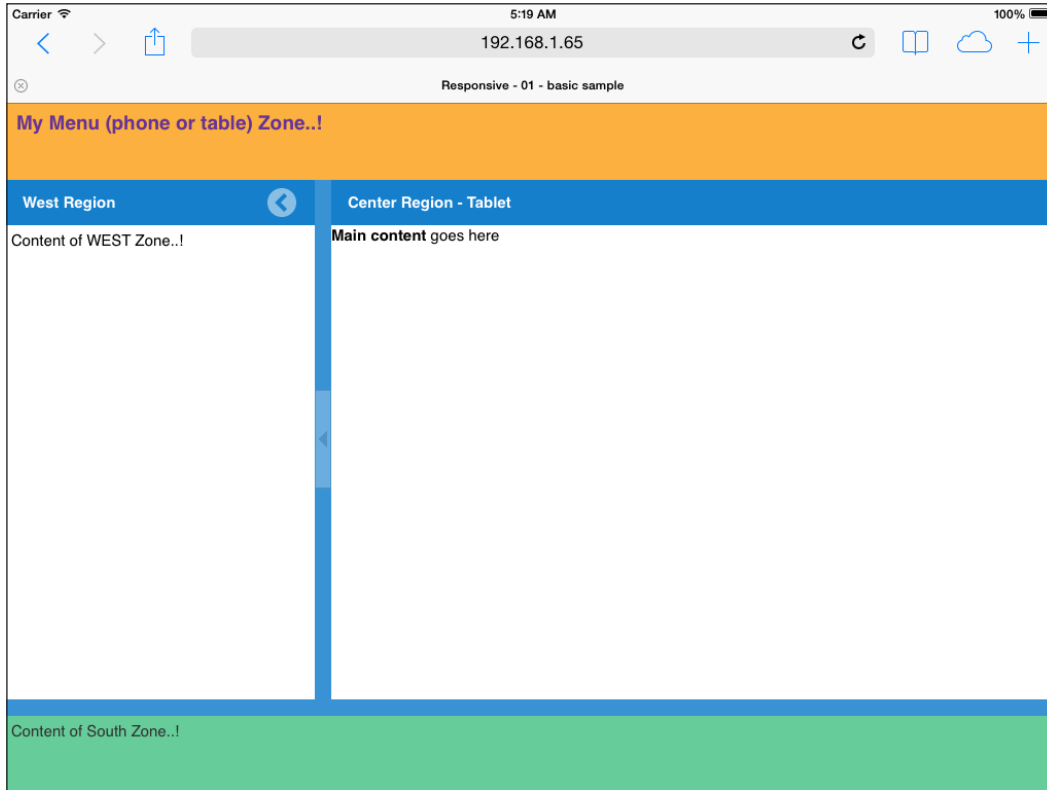 Carrier 5:19 AM 100%
192.168.1.65
Responsive - 01 - basic sample
My Menu (phone or table) Zone..!
West Region
Center Region - Tablet
Content of WEST Zone..!
Main content goes here
Content of South Zone..!